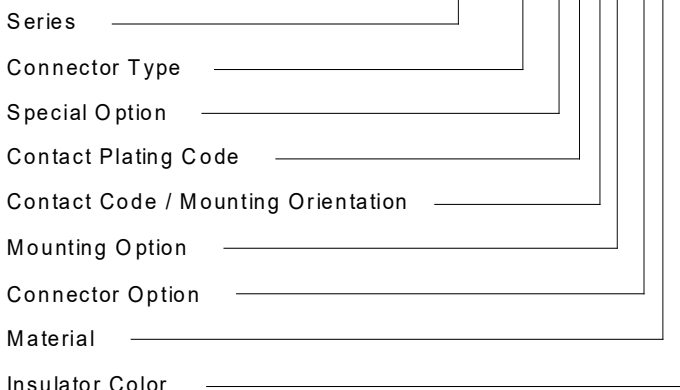 Series
Connector Type
Special Option
Contact Plating Code
Contact Code / Mounting Orientation
Mounting Option
Connector Option
Material
Insulator Color